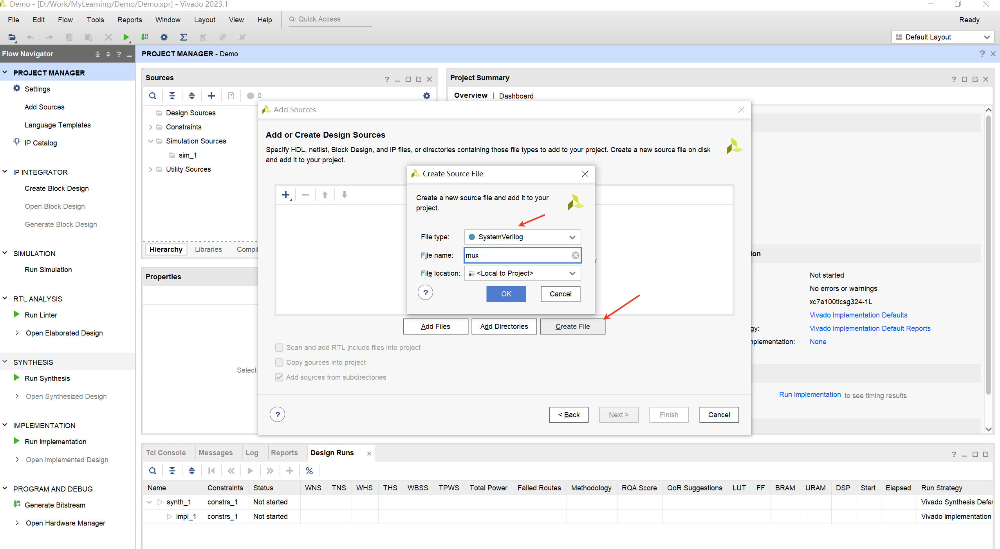 Demo - [D:/Work/MyLearning/Demo/Demo.xpr] - Vivado 2023.1
File Edit Flow Tools Reports Window Layout View Help Quick Access Ready
Default Layout
Flow Navigator
PROJECT MANAGER - Demo
PROJECT MANAGER
Settings
Add Sources
Language Templates
IP Catalog
IP INTEGRATOR
Create Block Design
Open Block Design
Generate Block Design
SIMULATION
Run Simulation
RTL ANALYSIS
Run Linter
Open Elaborated Design
SYNTHESIS
Run Synthesis
Open Synthesized Design
IMPLEMENTATION
Run Implementation
Open Implemented Design
PROGRAM AND DEBUG
Generate Bitstream
Open Hardware Manager
Sources
0
Design Sources
Constraints
Simulation Sources
sim_1
Utility Sources
Hierarchy Libraries Compil
Properties
Select
Project Summary
Overview | Dashboard
Add Sources
Add or Create Design Sources
Specify HDL, netlist, Block Design, and IP files, or directories containing those file types to add to your project. Create a new source file on disk
and add it to your project.
Create Source File
Create a new source file and add it to your
project.
File type: SystemVerilog
File name: mux
File location: <Local to Project>
? OK Cancel
Add Files Add Directories Create File
Scan and add RTL include files into project
Copy sources into project
Add sources from subdirectories
? < Back Next > Finish Cancel
ion
Not started
No errors or warnings
xc7a100ticsg324-1L
Vivado Implementation Defaults
gy: Vivado Implementation Default Reports
nplementation: None
Run Implementation to see timing results
Tcl Console Messages Log Reports Design Runs
Name Constraints Status WNS TNS WHS THS WBSS TPWS Total Power Failed Routes Methodology RQA Score QoR Suggestions LUT FF BRAM URAM DSP Start Elapsed Run Strategy
synth_1 constrs_1 Not started Vivado Synthesis Defau
impl_1 constrs_1 Not started Vivado Implementation